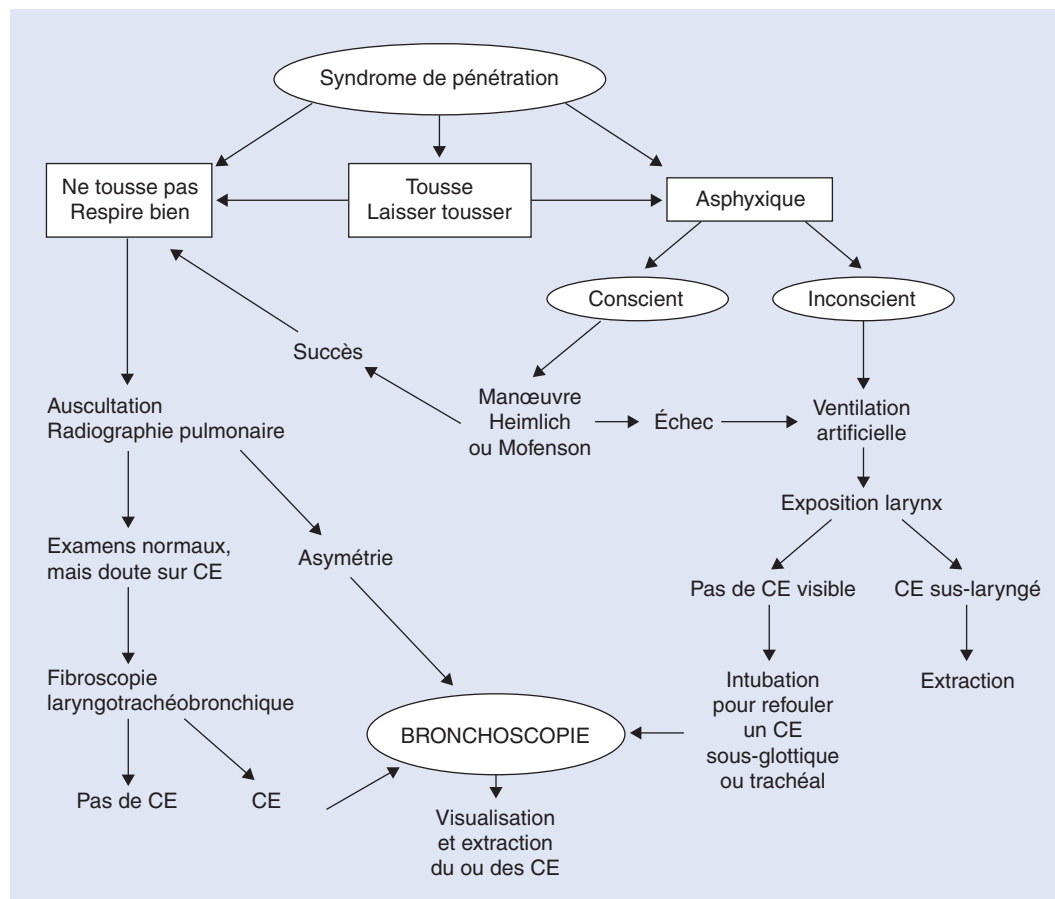 Syndrome de pénétration
Ne tousse pas
Respire bien
Tousse
Laisser tousser
Asphyxique
Conscient
Inconscient
Succès
Manœuvre
Heimlich
ou Mofenson
Échec
Ventilation
artificielle
Auscultation
Radiographie pulmonaire
Exposition larynx
Examens normaux,
mais doute sur CE
Asymétrie
Pas de CE visible
CE sus-laryngé
Fibroscopie
laryngotrachéobronchique
Intubation
pour refouler
un CE
sous-glottique
ou trachéal
Extraction
BRONCHOSCOPIE
Pas de CE
CE
Visualisation
et extraction
du ou des CE